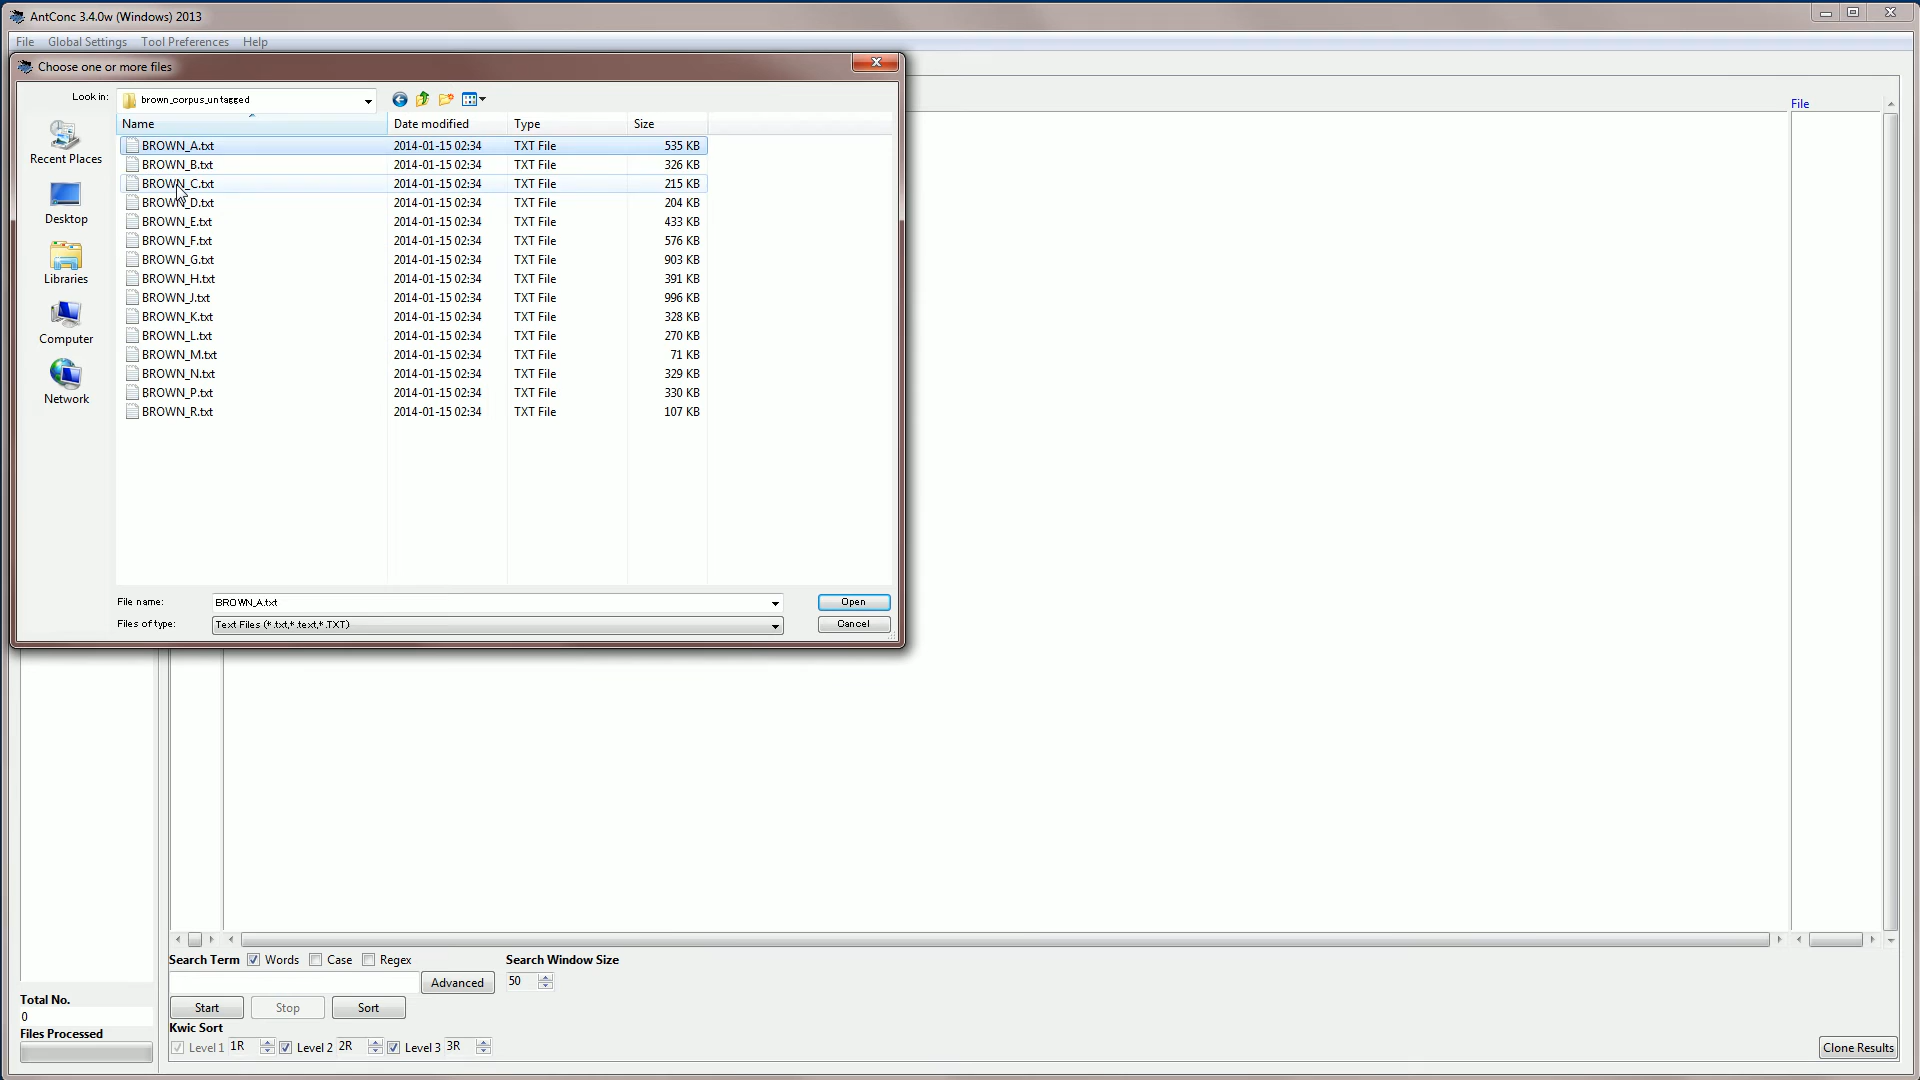 AntConc 3.4.0w (Windows) 2013
File Global Settings Tool Preferences Help
Choose one or more files
Look in: brown_corpus_untagged
File
Name Date modified Type Size
BROWN_A.txt 2014-01-15 02:34 TXT File 535 KB
BROWN_B.txt 2014-01-15 02:34 TXT File 326 KB
BROWN_C.txt 2014-01-15 02:34 TXT File 215 KB
BROWN_D.txt 2014-01-15 02:34 TXT File 204 KB
BROWN_E.txt 2014-01-15 02:34 TXT File 433 KB
BROWN_F.txt 2014-01-15 02:34 TXT File 576 KB
BROWN_G.txt 2014-01-15 02:34 TXT File 903 KB
BROWN_H.txt 2014-01-15 02:34 TXT File 391 KB
BROWN_J.txt 2014-01-15 02:34 TXT File 996 KB
BROWN_K.txt 2014-01-15 02:34 TXT File 328 KB
BROWN_L.txt 2014-01-15 02:34 TXT File 270 KB
BROWN_M.txt 2014-01-15 02:34 TXT File 71 KB
BROWN_N.txt 2014-01-15 02:34 TXT File 329 KB
BROWN_P.txt 2014-01-15 02:34 TXT File 330 KB
BROWN_R.txt 2014-01-15 02:34 TXT File 107 KB
Recent Places
Desktop
Libraries
Computer
Network
File name: BROWN_A.txt Open
Files of type: Text Files (*.txt,*.text,*.TXT) Cancel
Search Term Words Case Regex Search Window Size
Advanced 50
Start Stop Sort
Kwic Sort
Level 1 1R Level 2 2R Level 3 3R
Total No.
0
Files Processed
Clone Results